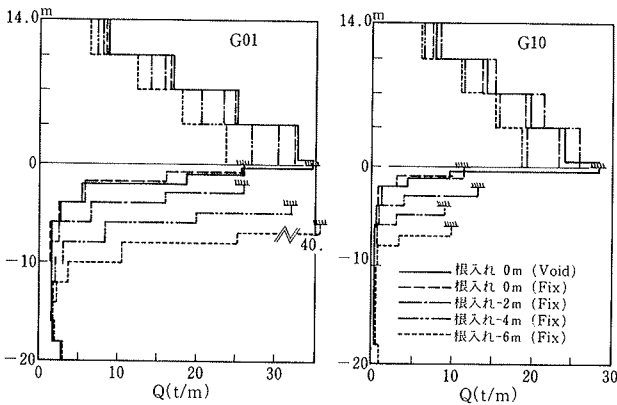 14.0m
G01
0
-10
-20
40.
0 10 20 30
Q(t/m)
14.0m
G10
0
-10
-20
根入れ 0m (Void)
根入れ 0m (Fix)
根入れ-2m (Fix)
根入れ-4m (Fix)
根入れ-6m (Fix)
0 10 20 30
Q(t/m)